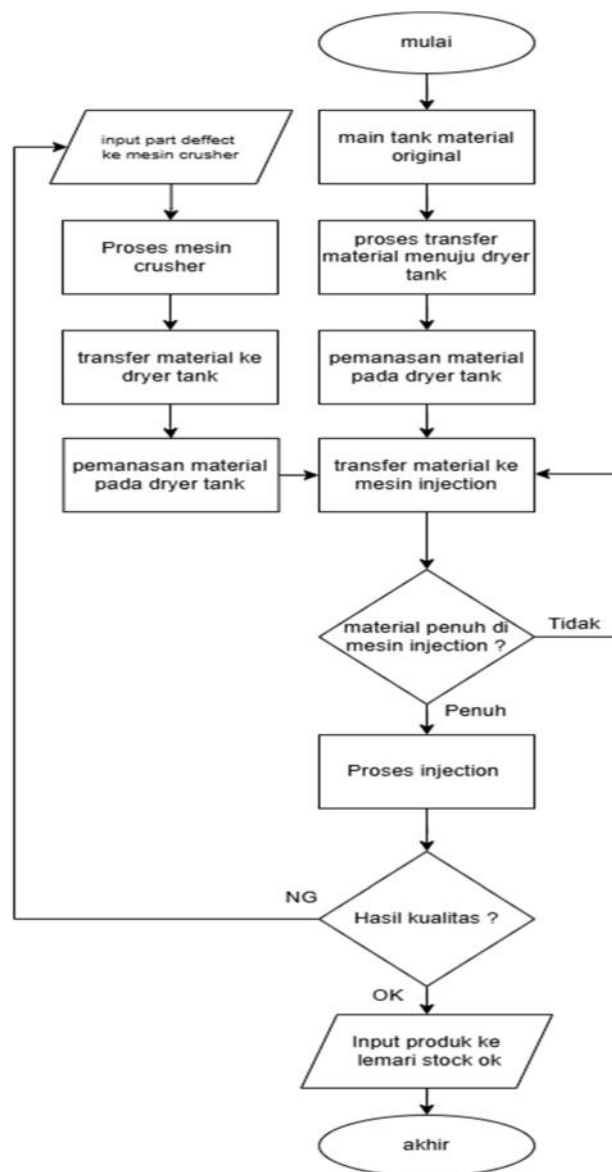 mulai
input part deffect
ke mesin crusher
main tank material
original
Proses mesin
crusher
proses transfer
material menuju dryer
tank
transfer material ke
dryer tank
pemanasan material
pada dryer tank
pemanasan material
pada dryer tank
transfer material ke
mesin injection
material penuh di
mesin injection ?
Tidak
Penuh
Proses injection
NG
Hasil kualitas ?
OK
Input produk ke
lemari stock ok
akhir